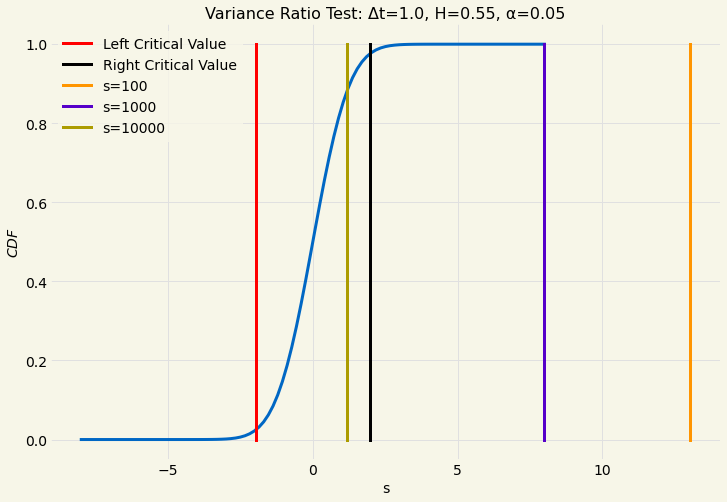 Variance Ratio Test: Δt=1.0, H=0.55, α=0.05
Left Critical Value
Right Critical Value
s=100
s=1000
s=10000
CDF
1.0
0.8
0.6
0.4
0.2
0.0
−5
0
5
10
s